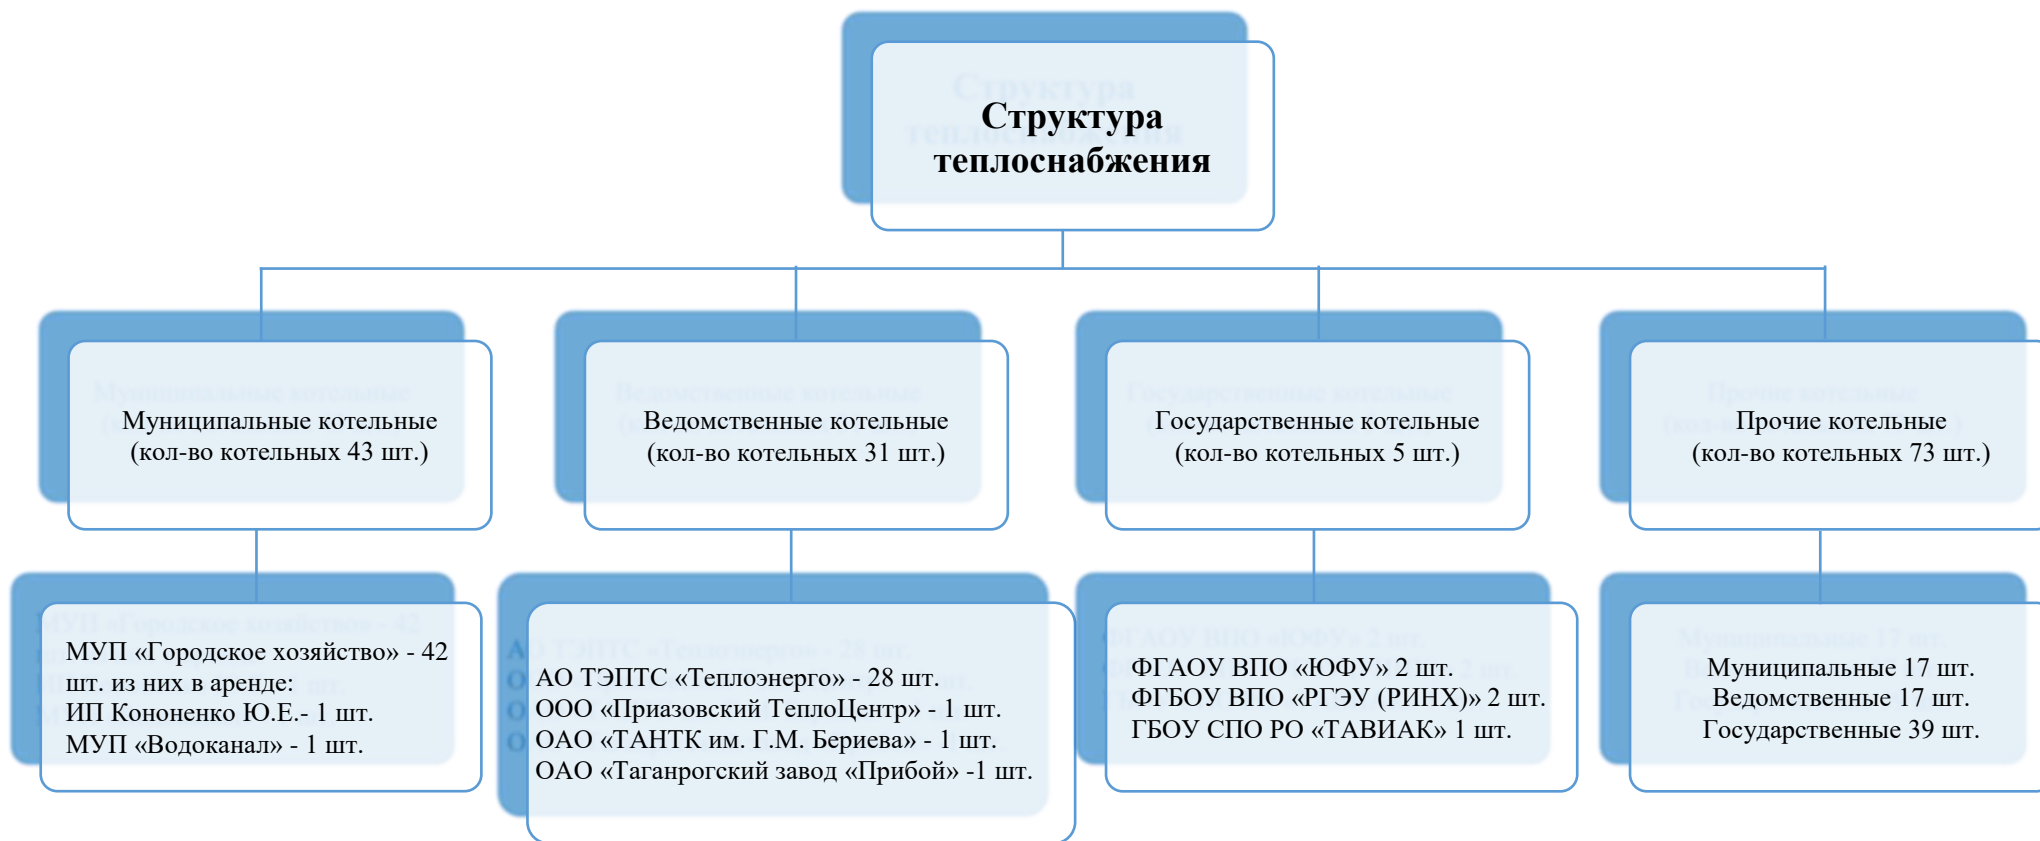 Структура
теплоснабжения
Муниципальные котельные
(кол-во котельных 43 шт.)
Ведомственные котельные
(кол-во котельных 31 шт.)
Государственные котельные
(кол-во котельных 5 шт.)
Прочие котельные
(кол-во котельных 73 шт.)
МУП «Городское хозяйство» - 42
шт. из них в аренде:
ИП Кононенко Ю.Е.- 1 шт.
МУП «Водоканал» - 1 шт.
АО ТЭПТС «Теплоэнерго» - 28 шт.
ООО «Приазовский ТеплоЦентр» - 1 шт.
ОАО «ТАНТК им. Г.М. Бериева» - 1 шт.
ОАО «Таганрогский завод «Прибой» -1 шт.
ФГАОУ ВПО «ЮФУ» 2 шт.
ФГБОУ ВПО «РГЭУ (РИНХ)» 2 шт.
ГБОУ СПО РО «ТАВИАК» 1 шт.
Муниципальные 17 шт.
Ведомственные 17 шт.
Государственные 39 шт.